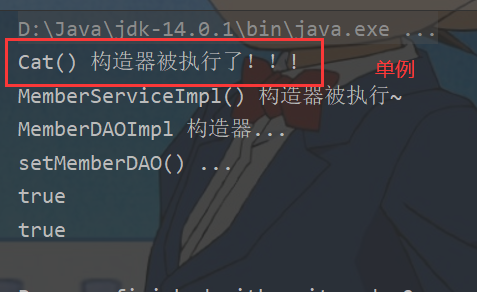 D:\Java\jdk-14.0.1\bin\java.exe ...
Cat() 构造器被执行了！！！
单例
MemberServiceImpl() 构造器被执行~
MemberDAOImpl 构造器...
setMemberDAO() ...
true
true